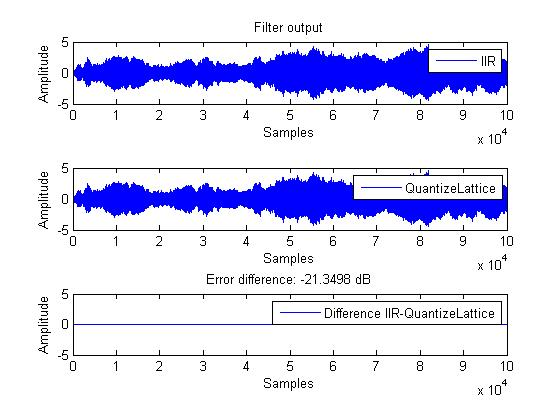 Filter output
5
0
-5
Amplitude
IIR
0 1 2 3 4 5 6 7 8 9 10
Samples
x 10^4
5
0
-5
Amplitude
QuantizeLattice
0 1 2 3 4 5 6 7 8 9 10
Samples
x 10^4
Error difference: -21.3498 dB
5
0
-5
Amplitude
Difference IIR-QuantizeLattice
0 1 2 3 4 5 6 7 8 9 10
Samples
x 10^4